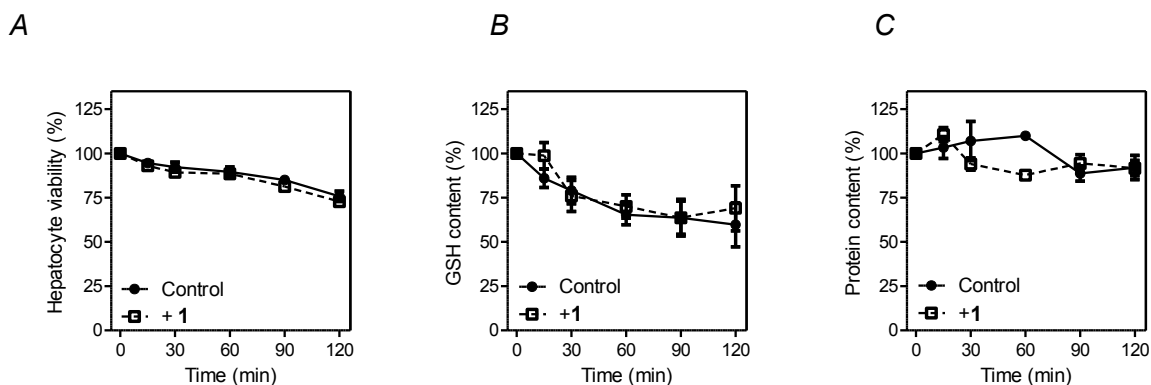 A
Hepatocyte viability (%)
125
100
75
50
25
0
Control
+ 1
0 30 60 90 120
Time (min)
B
GSH content (%)
125
100
75
50
25
0
Control
+1
0 30 60 90 120
Time (min)
C
Protein content (%)
125
100
75
50
25
0
Control
+1
0 30 60 90 120
Time (min)